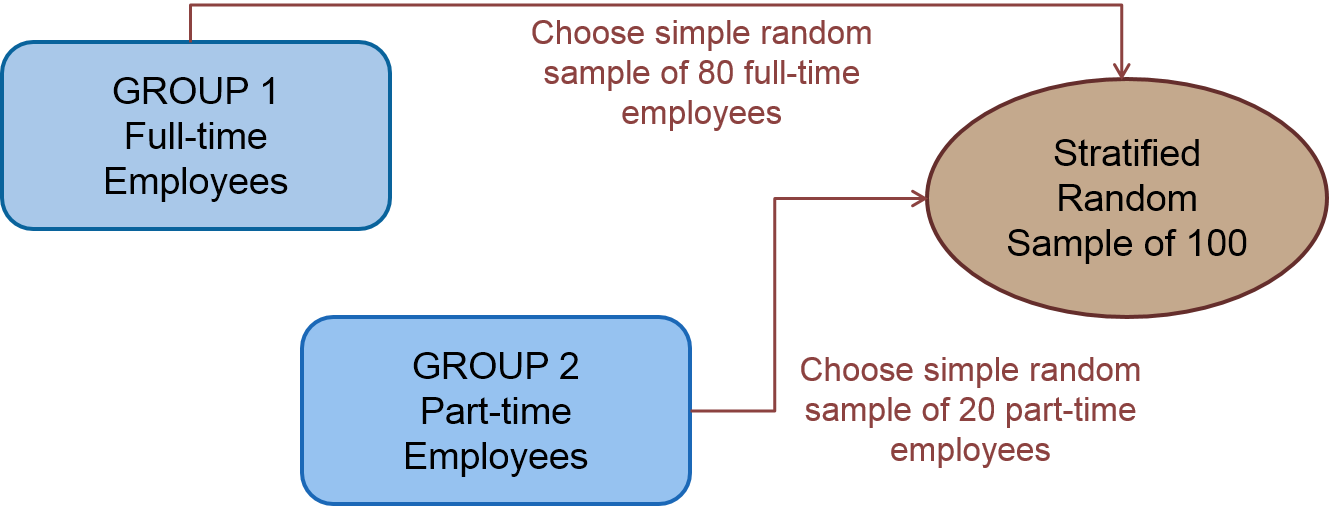 GROUP 1
Full-time
Employees
Choose simple random
sample of 80 full-time
employees
Stratified
Random
Sample of 100
GROUP 2
Part-time
Employees
Choose simple random
sample of 20 part-time
employees